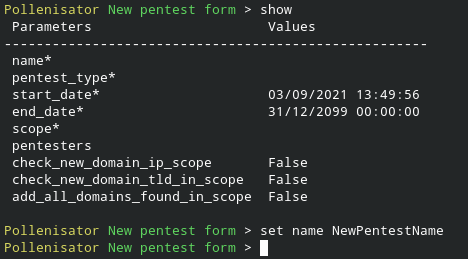 Pollenisator New pentest form > show
Parameters Values
----------------------------------------------------
name*
pentest_type*
start_date* 03/09/2021 13:49:56
end_date* 31/12/2099 00:00:00
scope*
pentesters
check_new_domain_ip_scope False
check_new_domain_tld_in_scope False
add_all_domains_found_in_scope False
Pollenisator New pentest form > set name NewPentestName
Pollenisator New pentest form >